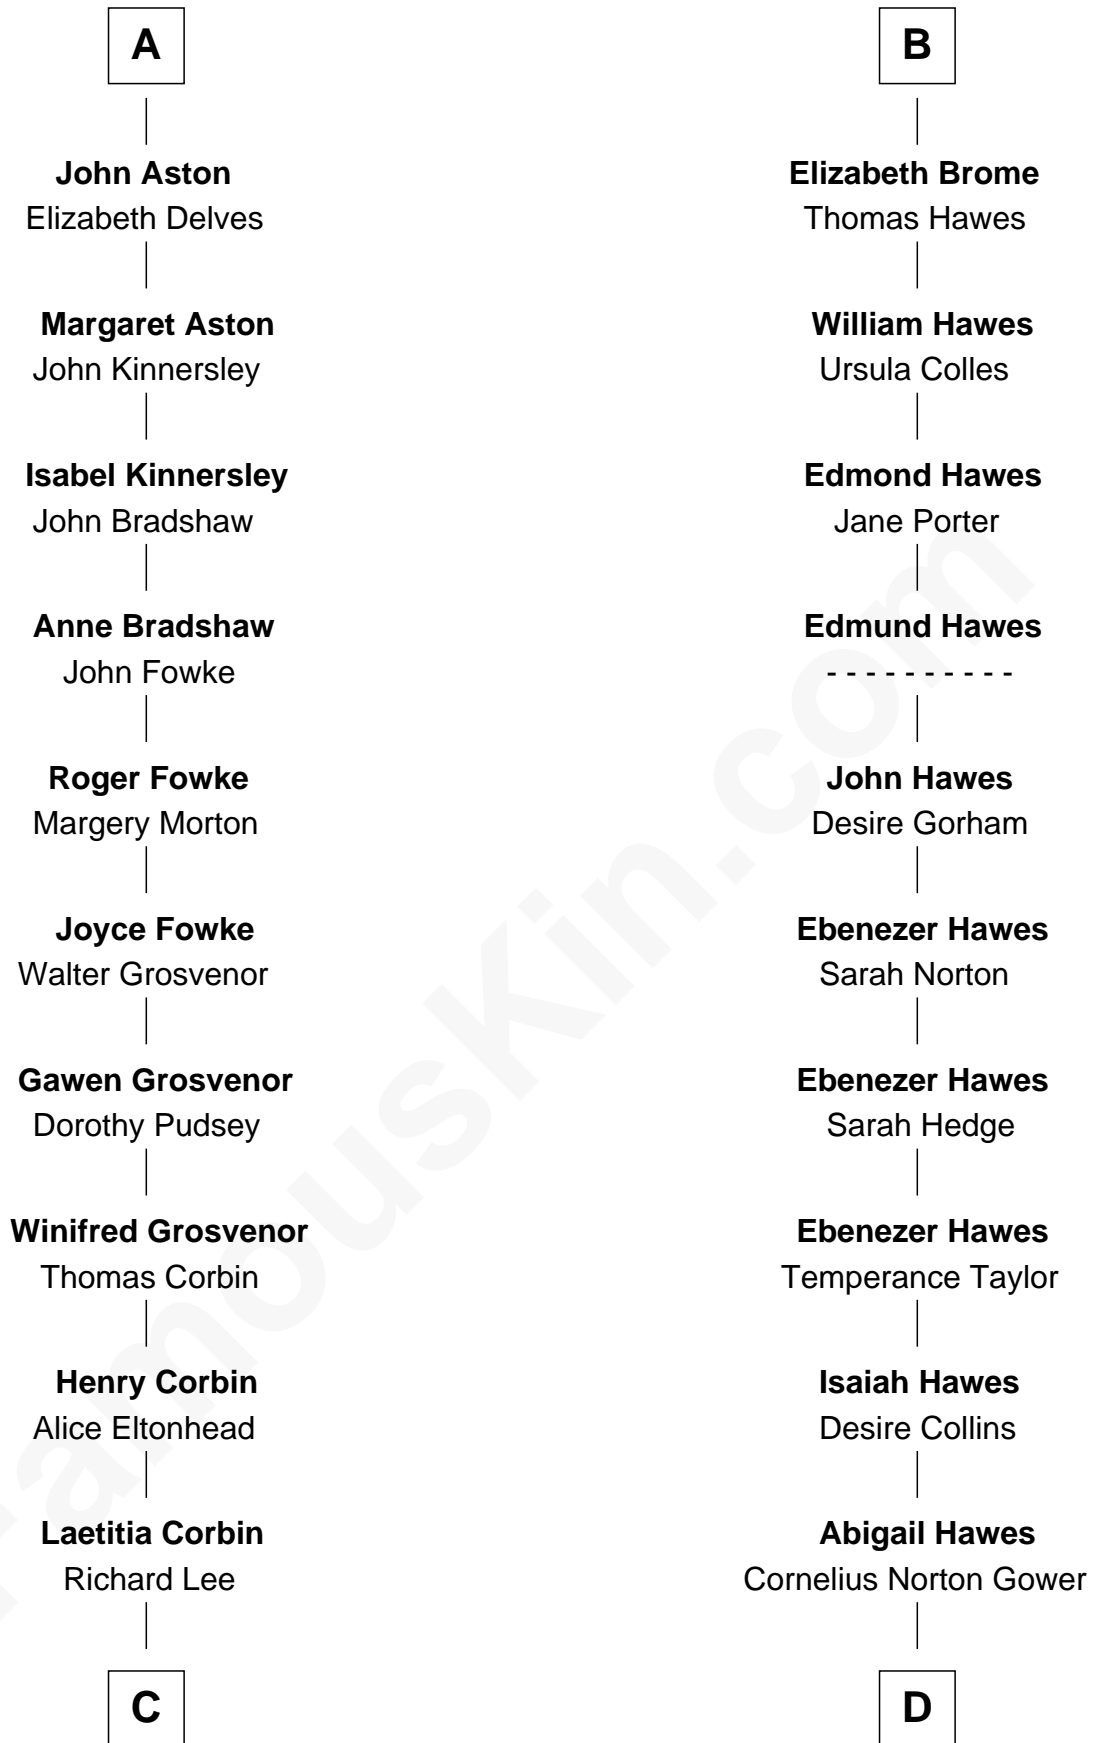 A
John Aston
Elizabeth Delves
Margaret Aston
John Kinnersley
Isabel Kinnersley
John Bradshaw
Anne Bradshaw
John Fowke
Roger Fowke
Margery Morton
Joyce Fowke
Walter Grosvenor
Gawen Grosvenor
Dorothy Pudsey
Winifred Grosvenor
Thomas Corbin
Henry Corbin
Alice Eltonhead
Laetitia Corbin
Richard Lee
C
B
Elizabeth Brome
Thomas Hawes
William Hawes
Ursula Colles
Edmond Hawes
Jane Porter
Edmund Hawes
- - - - - - - - - -
John Hawes
Desire Gorham
Ebenezer Hawes
Sarah Norton
Ebenezer Hawes
Sarah Hedge
Ebenezer Hawes
Temperance Taylor
Isaiah Hawes
Desire Collins
Abigail Hawes
Cornelius Norton Gower
D
FamousKin.com